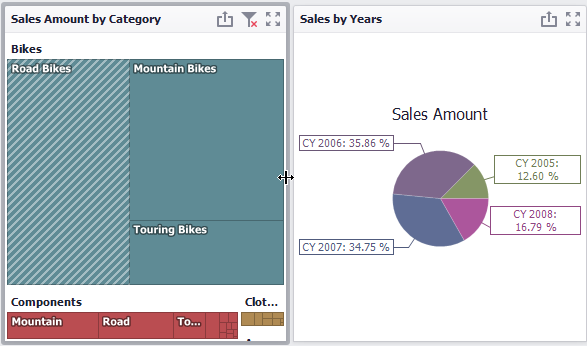 Sales Amount by Category
Bikes
Road Bikes
Mountain Bikes
Touring Bikes
Components
Clot...
Mountain
Road
To...
Sales by Years
Sales Amount
CY 2006: 35.86 %
CY 2005:
12.60 %
CY 2008:
16.79 %
CY 2007: 34.75 %